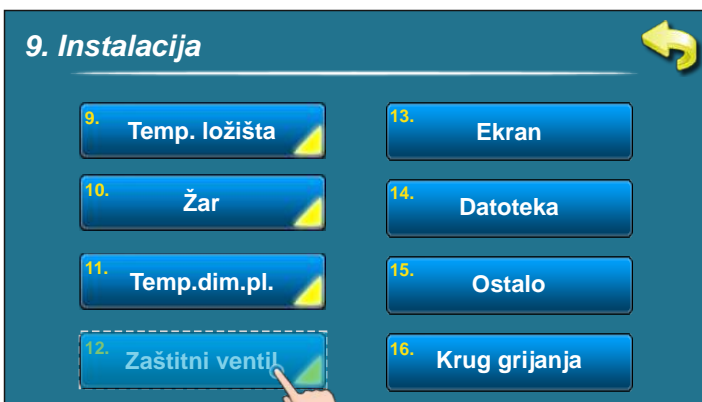 9. Instalacija
9. Temp. ložišta
10. Žar
11. Temp.dim.pl.
12. Zaštitni ventil
13. Ekran
14. Datoteka
15. Ostalo
16. Krug grijanja